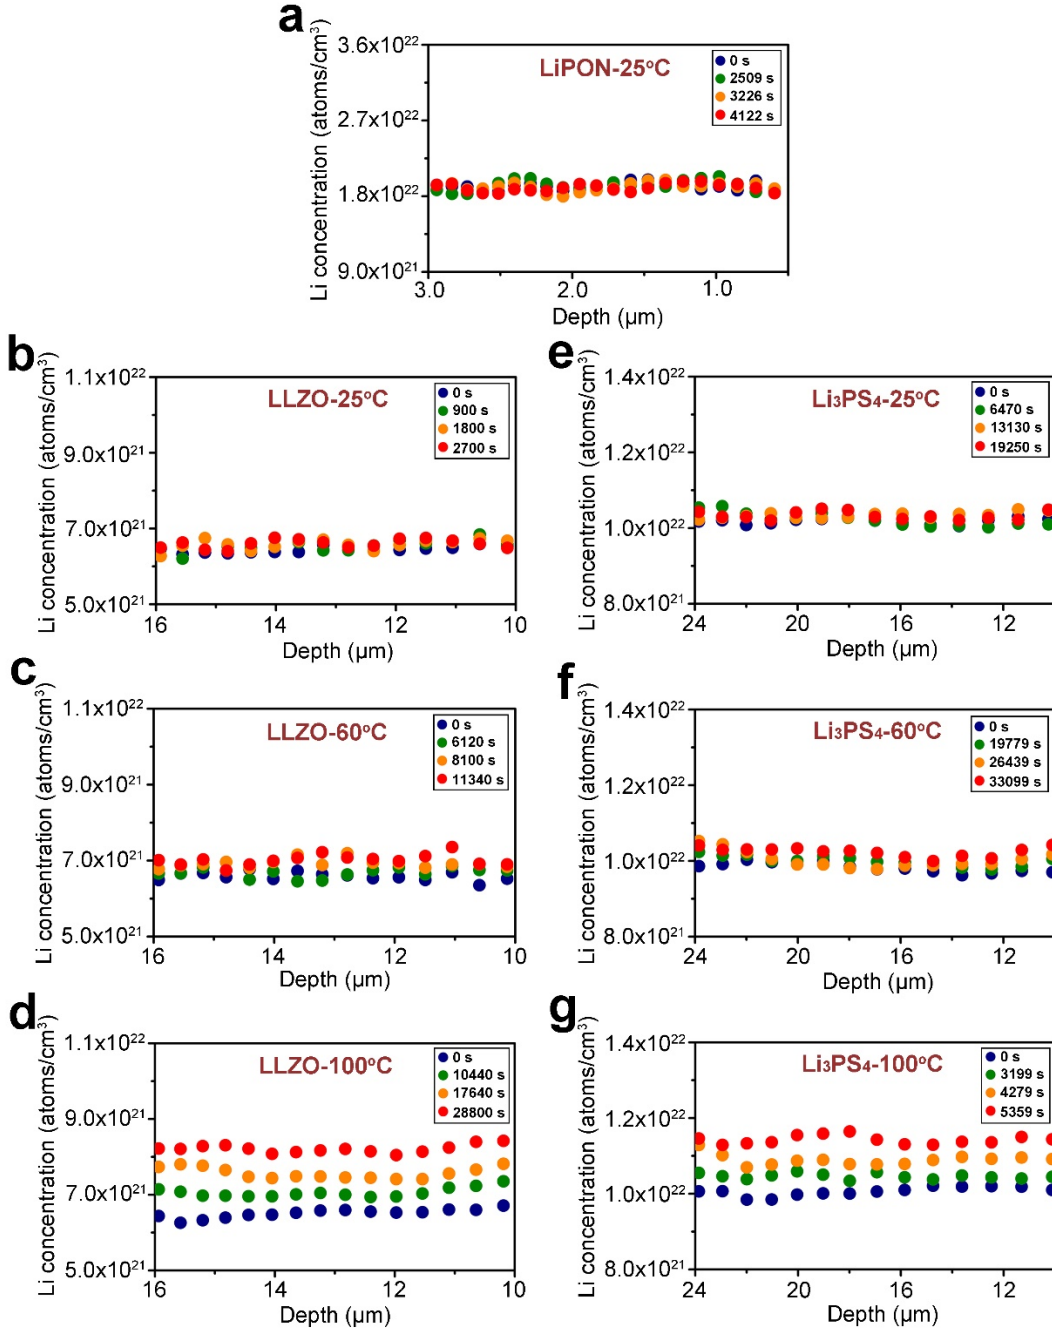 a
Li concentration (atoms/cm³)
3.6x10²²
2.7x10²²
1.8x10²²
9.0x10²¹
LiPON-25°C
0 s
2509 s
3226 s
4122 s
3.0 2.0 1.0
Depth (µm)
b
Li concentration (atoms/cm³)
1.1x10²²
9.0x10²¹
7.0x10²¹
5.0x10²¹
LLZO-25°C
0 s
900 s
1800 s
2700 s
16 14 12 10
Depth (µm)
e
Li concentration (atoms/cm³)
1.4x10²²
1.2x10²²
1.0x10²²
8.0x10²¹
Li₃PS₄-25°C
0 s
6470 s
13130 s
19250 s
24 20 16 12
Depth (µm)
c
Li concentration (atoms/cm³)
1.1x10²²
9.0x10²¹
7.0x10²¹
5.0x10²¹
LLZO-60°C
0 s
6120 s
8100 s
11340 s
16 14 12 10
Depth (µm)
f
Li concentration (atoms/cm³)
1.4x10²²
1.2x10²²
1.0x10²²
8.0x10²¹
Li₃PS₄-60°C
0 s
19779 s
26439 s
33099 s
24 20 16 12
Depth (µm)
d
Li concentration (atoms/cm³)
1.1x10²²
9.0x10²¹
7.0x10²¹
5.0x10²¹
LLZO-100°C
0 s
10440 s
17640 s
28800 s
16 14 12 10
Depth (µm)
g
Li concentration (atoms/cm³)
1.4x10²²
1.2x10²²
1.0x10²²
8.0x10²¹
Li₃PS₄-100°C
0 s
3199 s
4279 s
5359 s
24 20 16 12
Depth (µm)